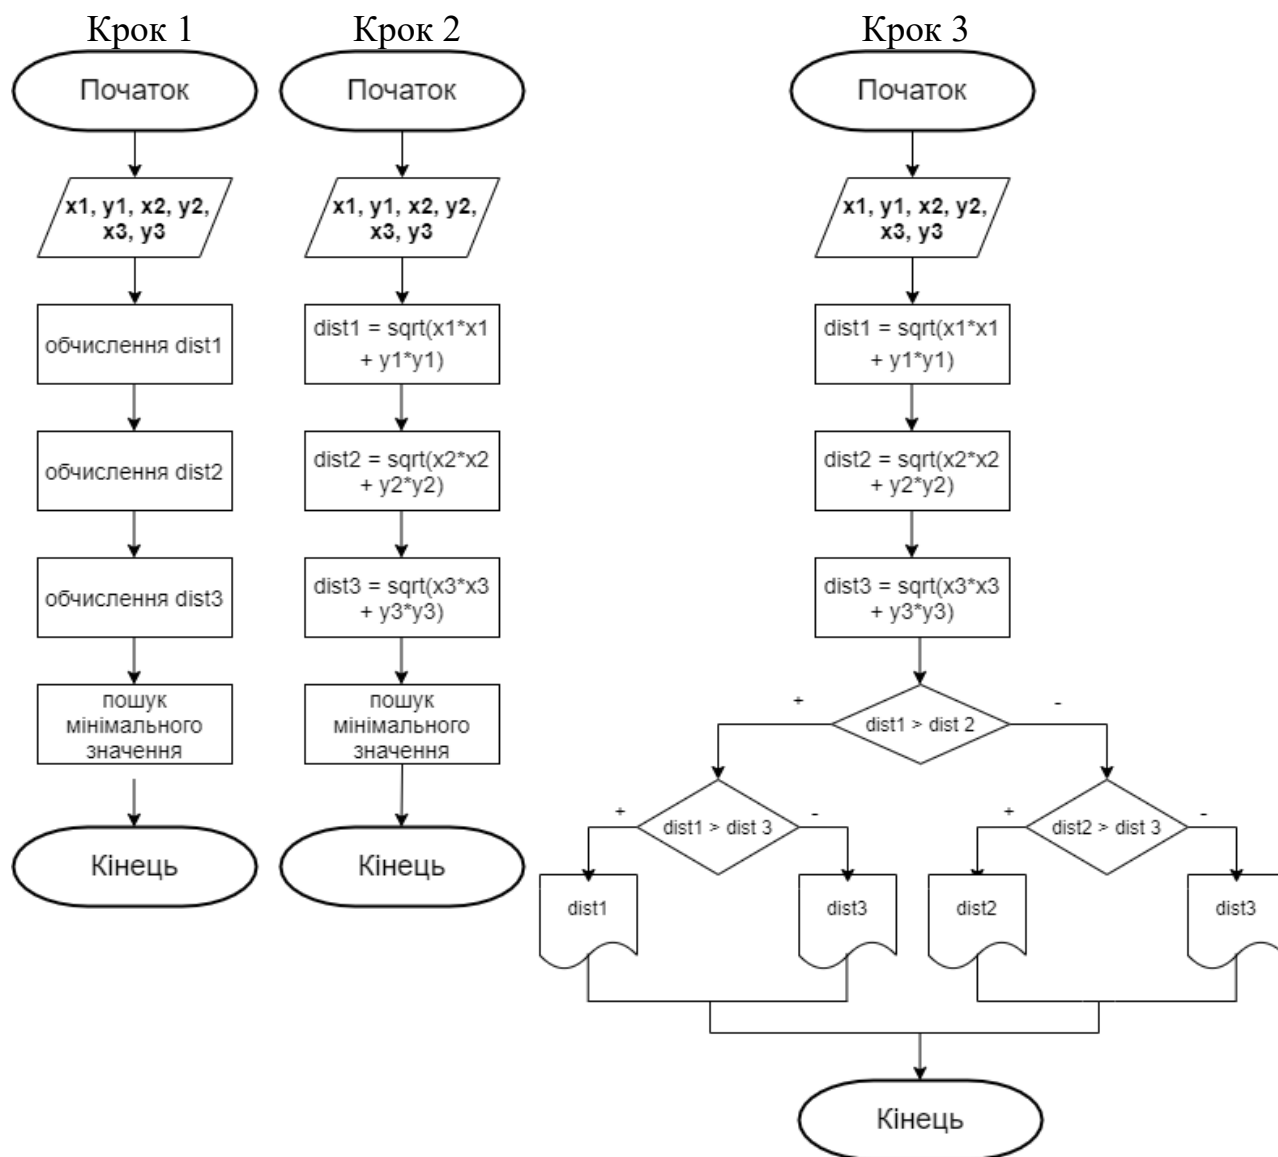 Крок 1
Початок
x1, y1, x2, y2,
x3, y3
обчислення dist1
обчислення dist2
обчислення dist3
пошук
мінімального
значення
Кінець
Крок 2
Початок
x1, y1, x2, y2,
x3, y3
dist1 = sqrt(x1*x1
+ y1*y1)
dist2 = sqrt(x2*x2
+ y2*y2)
dist3 = sqrt(x3*x3
+ y3*y3)
пошук
мінімального
значення
Кінець
Крок 3
Початок
x1, y1, x2, y2,
x3, y3
dist1 = sqrt(x1*x1
+ y1*y1)
dist2 = sqrt(x2*x2
+ y2*y2)
dist3 = sqrt(x3*x3
+ y3*y3)
+
dist1 > dist 2
-
+
dist1 > dist 3
-
+
dist2 > dist 3
-
dist1
dist3
dist2
dist3
Кінець